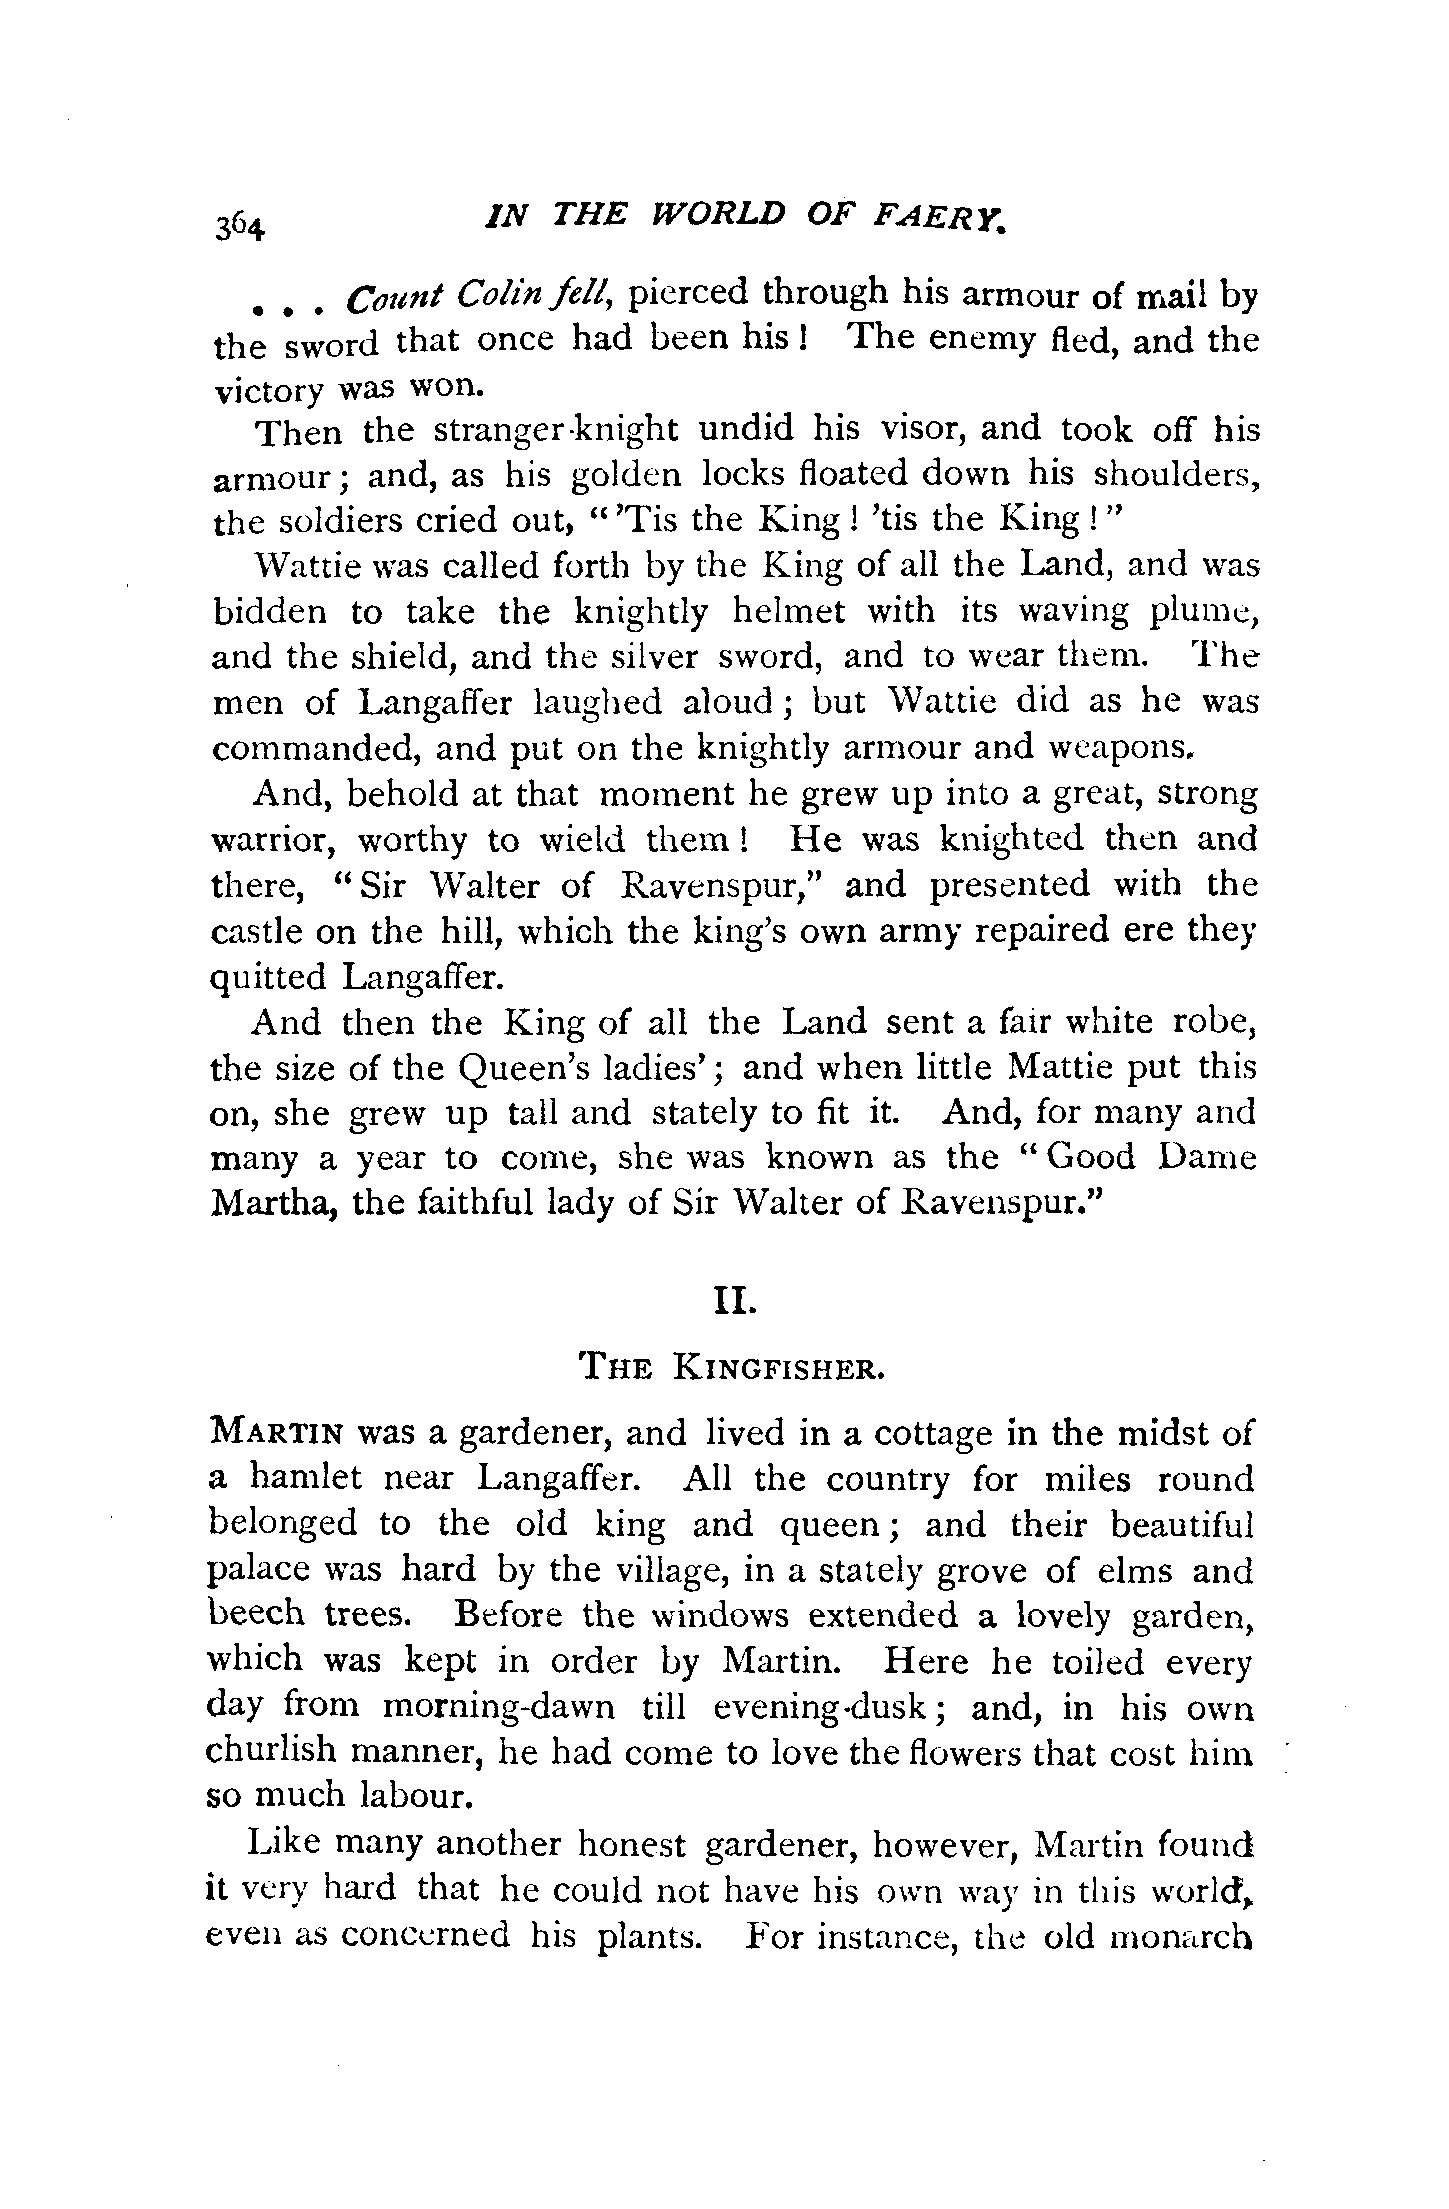 364 IN THE WORLD OF FAERY.
. . . Count Colin fell, pierced through his armour of mail by
the sword that once had been his! The enemy fled, and the
victory was won.
Then the stranger-knight undid his visor, and took off his
armour; and, as his golden locks floated down his shoulders,
the soldiers cried out, "'Tis the King! 'tis the King!"
Wattie was called forth by the King of all the Land, and was
bidden to take the knightly helmet with its waving plume,
and the shield, and the silver sword, and to wear them. The
men of Langaffer laughed aloud; but Wattie did as he was
commanded, and put on the knightly armour and weapons.
And, behold at that moment he grew up into a great, strong
warrior, worthy to wield them! He was knighted then and
there, "Sir Walter of Ravenspur," and presented with the
castle on the hill, which the king's own army repaired ere they
quitted Langaffer.
And then the King of all the Land sent a fair white robe,
the size of the Queen's ladies'; and when little Mattie put this
on, she grew up tall and stately to fit it. And, for many and
many a year to come, she was known as the "Good Dame
Martha, the faithful lady of Sir Walter of Ravenspur."
II.
THE KINGFISHER.
MARTIN was a gardener, and lived in a cottage in the midst of
a hamlet near Langaffer. All the country for miles round
belonged to the old king and queen; and their beautiful
palace was hard by the village, in a stately grove of elms and
beech trees. Before the windows extended a lovely garden,
which was kept in order by Martin. Here he toiled every
day from morning-dawn till evening-dusk; and, in his own
churlish manner, he had come to love the flowers that cost him
so much labour.
Like many another honest gardener, however, Martin found
it very hard that he could not have his own way in this world,
even as concerned his plants. For instance, the old monarch